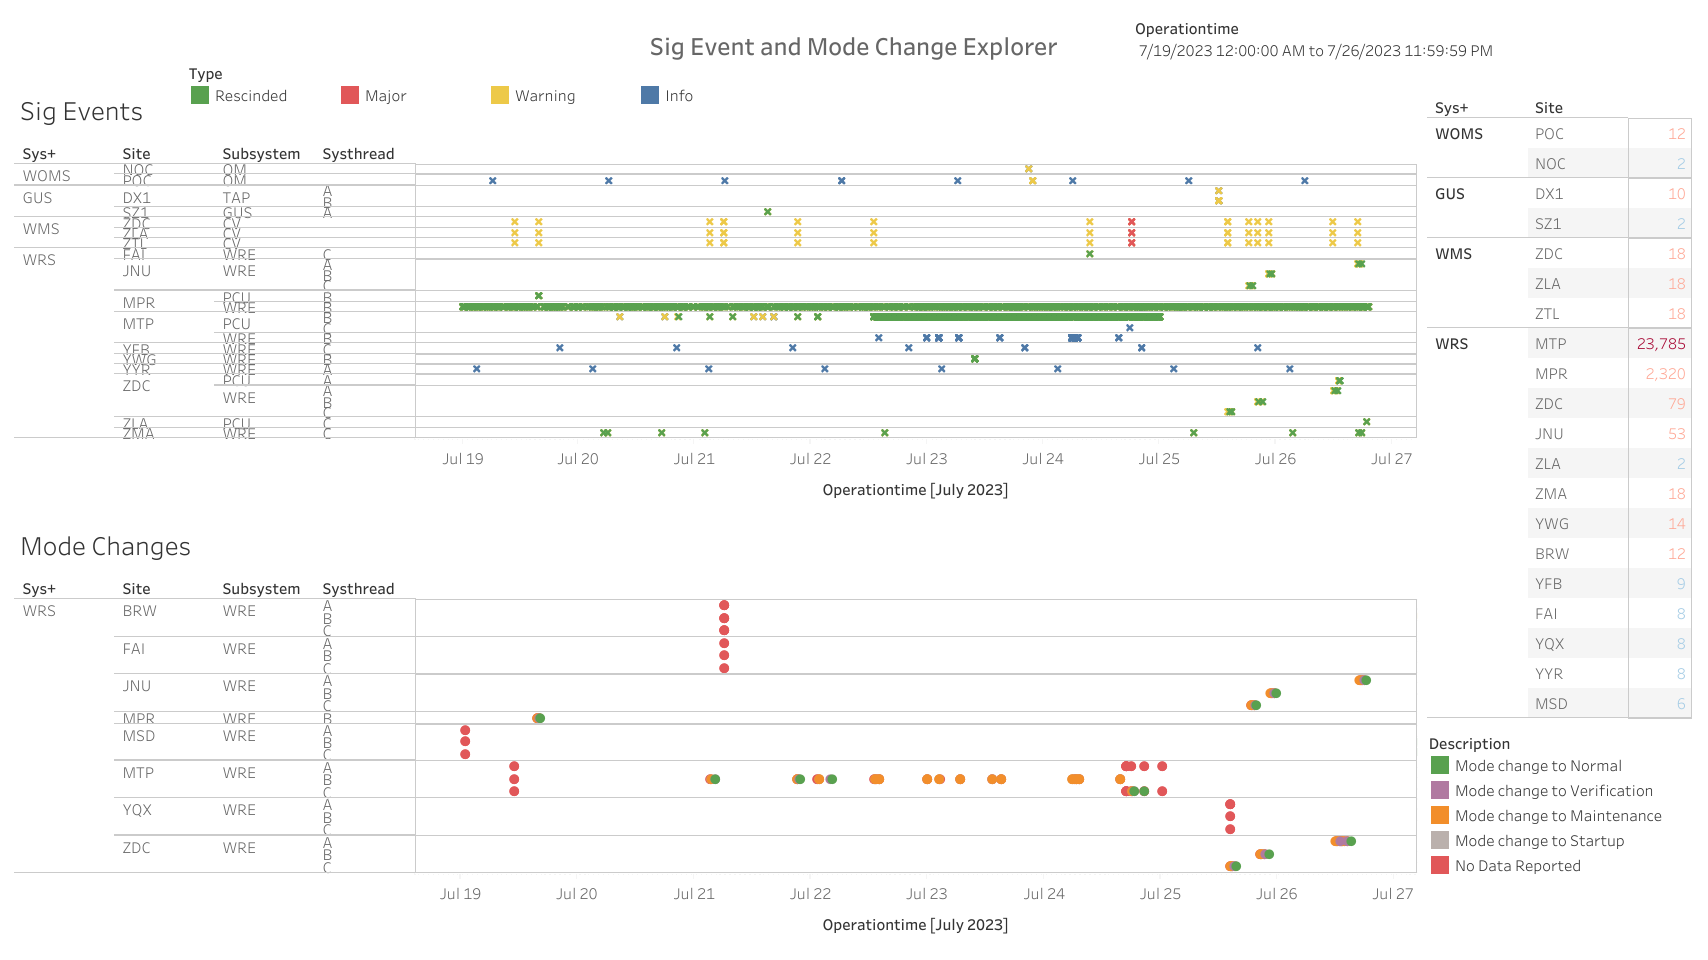 Sig Event and Mode Change Explorer
Operationtime
7/19/2023 12:00:00 AM to 7/26/2023 11:59:59 PM
Type
Rescinded Major Warning Info
Sig Events
Sys+ Site Subsystem Systhread
WOMS NOC OM
POC OM
GUS DX1 TAP A
B
SZ1 GUS A
WMS ZDC CV
ZLA CV
ZTL CV
WRS FAI WRE C
JNU WRE A
B
C
MPR PCU B
WRE B
MTP PCU B
C
WRE B
YFB WRE C
YWG WRE B
YYR WRE A
ZDC PCU A
WRE A
B
C
ZLA PCU C
ZMA WRE C
Jul 19 Jul 20 Jul 21 Jul 22 Jul 23 Jul 24 Jul 25 Jul 26 Jul 27
Operationtime [July 2023]
Mode Changes
Sys+ Site Subsystem Systhread
WRS BRW WRE A
B
C
FAI WRE A
B
C
JNU WRE A
B
C
MPR WRE B
MSD WRE A
B
C
MTP WRE A
B
C
YQX WRE A
B
C
ZDC WRE A
B
C
Jul 19 Jul 20 Jul 21 Jul 22 Jul 23 Jul 24 Jul 25 Jul 26 Jul 27
Operationtime [July 2023]
Sys+ Site
WOMS POC 12
NOC 2
GUS DX1 10
SZ1 2
WMS ZDC 18
ZLA 18
ZTL 18
WRS MTP 23,785
MPR 2,320
ZDC 79
JNU 53
ZLA 2
ZMA 18
YWG 14
BRW 12
YFB 9
FAI 8
YQX 8
YYR 8
MSD 6
Description
Mode change to Normal
Mode change to Verification
Mode change to Maintenance
Mode change to Startup
No Data Reported